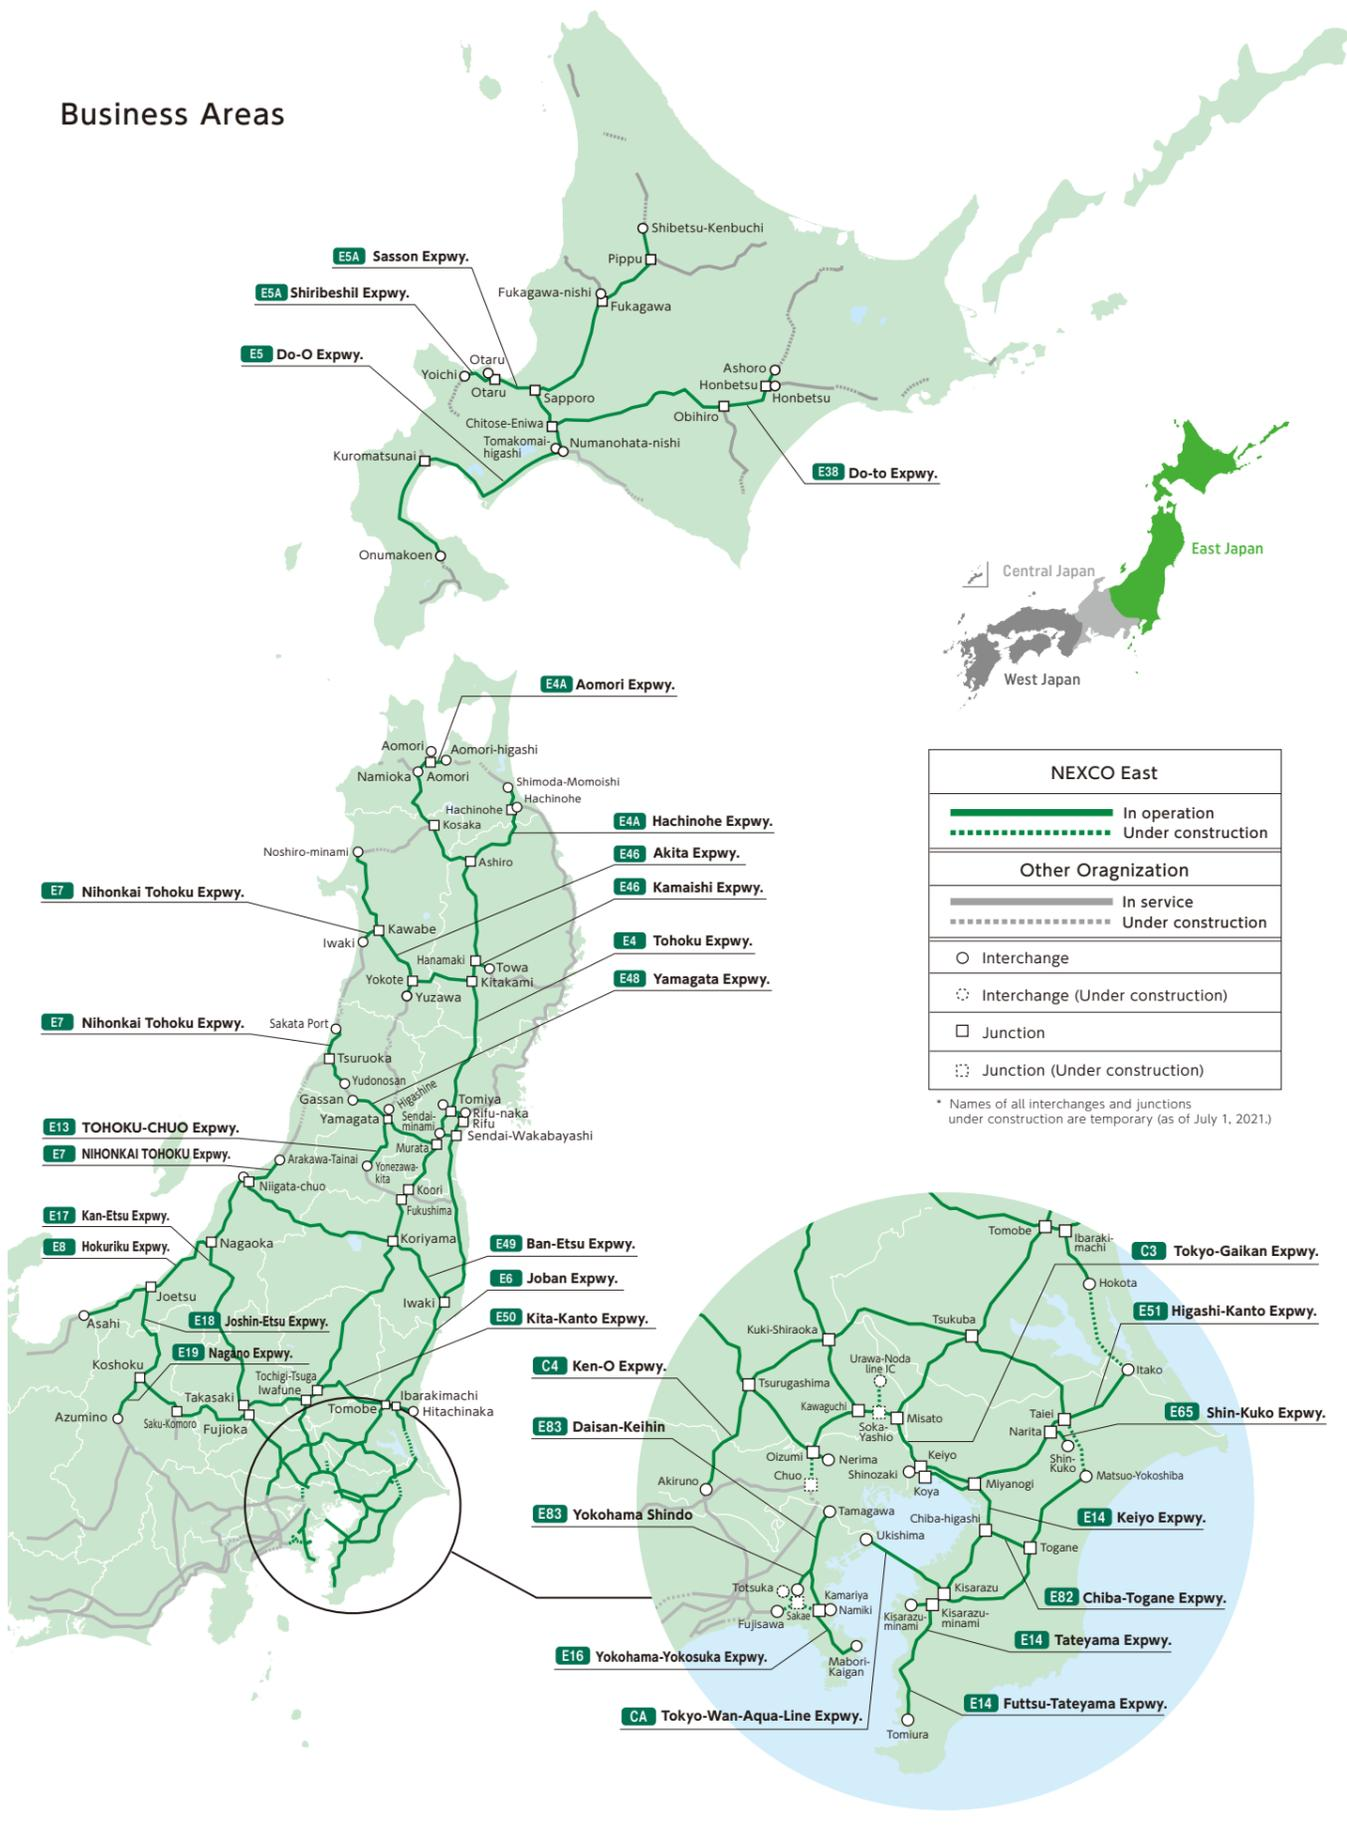 Business Areas
Shibetsu-Kenbuchi
E5A Sasson Expwy.
Pippu
E5A Shiribeshil Expwy.
Fukagawa-nishi
Fukagawa
E5 Do-O Expwy.
Otaru
Yoichi
Otaru
Ashoro
Honbetsu
Honbetsu
Sapporo
Obihiro
Chitose-Eniwa
Tomakomai-
higashi
Numanohata-nishi
Kuromatsunai
E38 Do-to Expwy.
Onumakoen
East Japan
Central Japan
West Japan
E4A Aomori Expwy.
Aomori
Aomori-higashi
Namioka
Aomori
Shimoda-Momoishi
Hachinohe
Hachinohe
Kosaka
E4A Hachinohe Expwy.
Noshiro-minami
Ashiro
E46 Akita Expwy.
E7 Nihonkai Tohoku Expwy.
E46 Kamaishi Expwy.
Kawabe
Iwaki
E4 Tohoku Expwy.
Hanamaki
Towa
Yokote
Kitakami
E48 Yamagata Expwy.
Yuzawa
E7 Nihonkai Tohoku Expwy.
Sakata Port
Tsuruoka
Yudonosan
Gassan
Higashine
Tomiya
Yamagata
Sendai-
minami
Rifu-naka
Rifu
E13 TOHOKU-CHUO Expwy.
Sendai-Wakabayashi
Murata
E7 NIHONKAI TOHOKU Expwy.
Arakawa-Tainai
Yonezawa-
kita
Niigata-chuo
Koori
Fukushima
E17 Kan-Etsu Expwy.
E8 Hokuriku Expwy.
Nagaoka
Koriyama
E49 Ban-Etsu Expwy.
E6 Joban Expwy.
Joetsu
Iwaki
Asahi
E18 Joshin-Etsu Expwy.
E50 Kita-Kanto Expwy.
E19 Nagano Expwy.
Koshoku
Tochigi-Tsuga
Iwafune
Takasaki
Ibarakimachi
Azumino
Saku-Komoro
Fujioka
Tomobe
Hitachinaka
NEXCO East
In operation
Under construction
Other Oragnization
In service
Under construction
Interchange
Interchange (Under construction)
Junction
Junction (Under construction)
* Names of all interchanges and junctions
under construction are temporary (as of July 1, 2021.)
Tomobe
Ibaraki-
machi
C3 Tokyo-Gaikan Expwy.
Hokota
E51 Higashi-Kanto Expwy.
Tsukuba
Kuki-Shiraoka
Urawa-Noda
line IC
C4 Ken-O Expwy.
Itako
Tsurugashima
Kawaguchi
Soka-
Yashio
Misato
Taiei
E65 Shin-Kuko Expwy.
Narita
E83 Daisan-Keihin
Oizumi
Nerima
Keiyo
Shin-
Kuko
Chuo
Shinozaki
Koya
Miyanogi
Matsuo-Yokoshiba
Akiruno
E83 Yokohama Shindo
Tamagawa
Chiba-higashi
E14 Keiyo Expwy.
Ukishima
Togane
Totsuka
Kamariya
Namiki
Sakae
Fujisawa
Kisarazu
E82 Chiba-Togane Expwy.
Kisarazu-
minami
Kisarazu-
minami
E16 Yokohama-Yokosuka Expwy.
Mabori-
Kaigan
E14 Tateyama Expwy.
CA Tokyo-Wan-Aqua-Line Expwy.
E14 Futtsu-Tateyama Expwy.
Tomiura